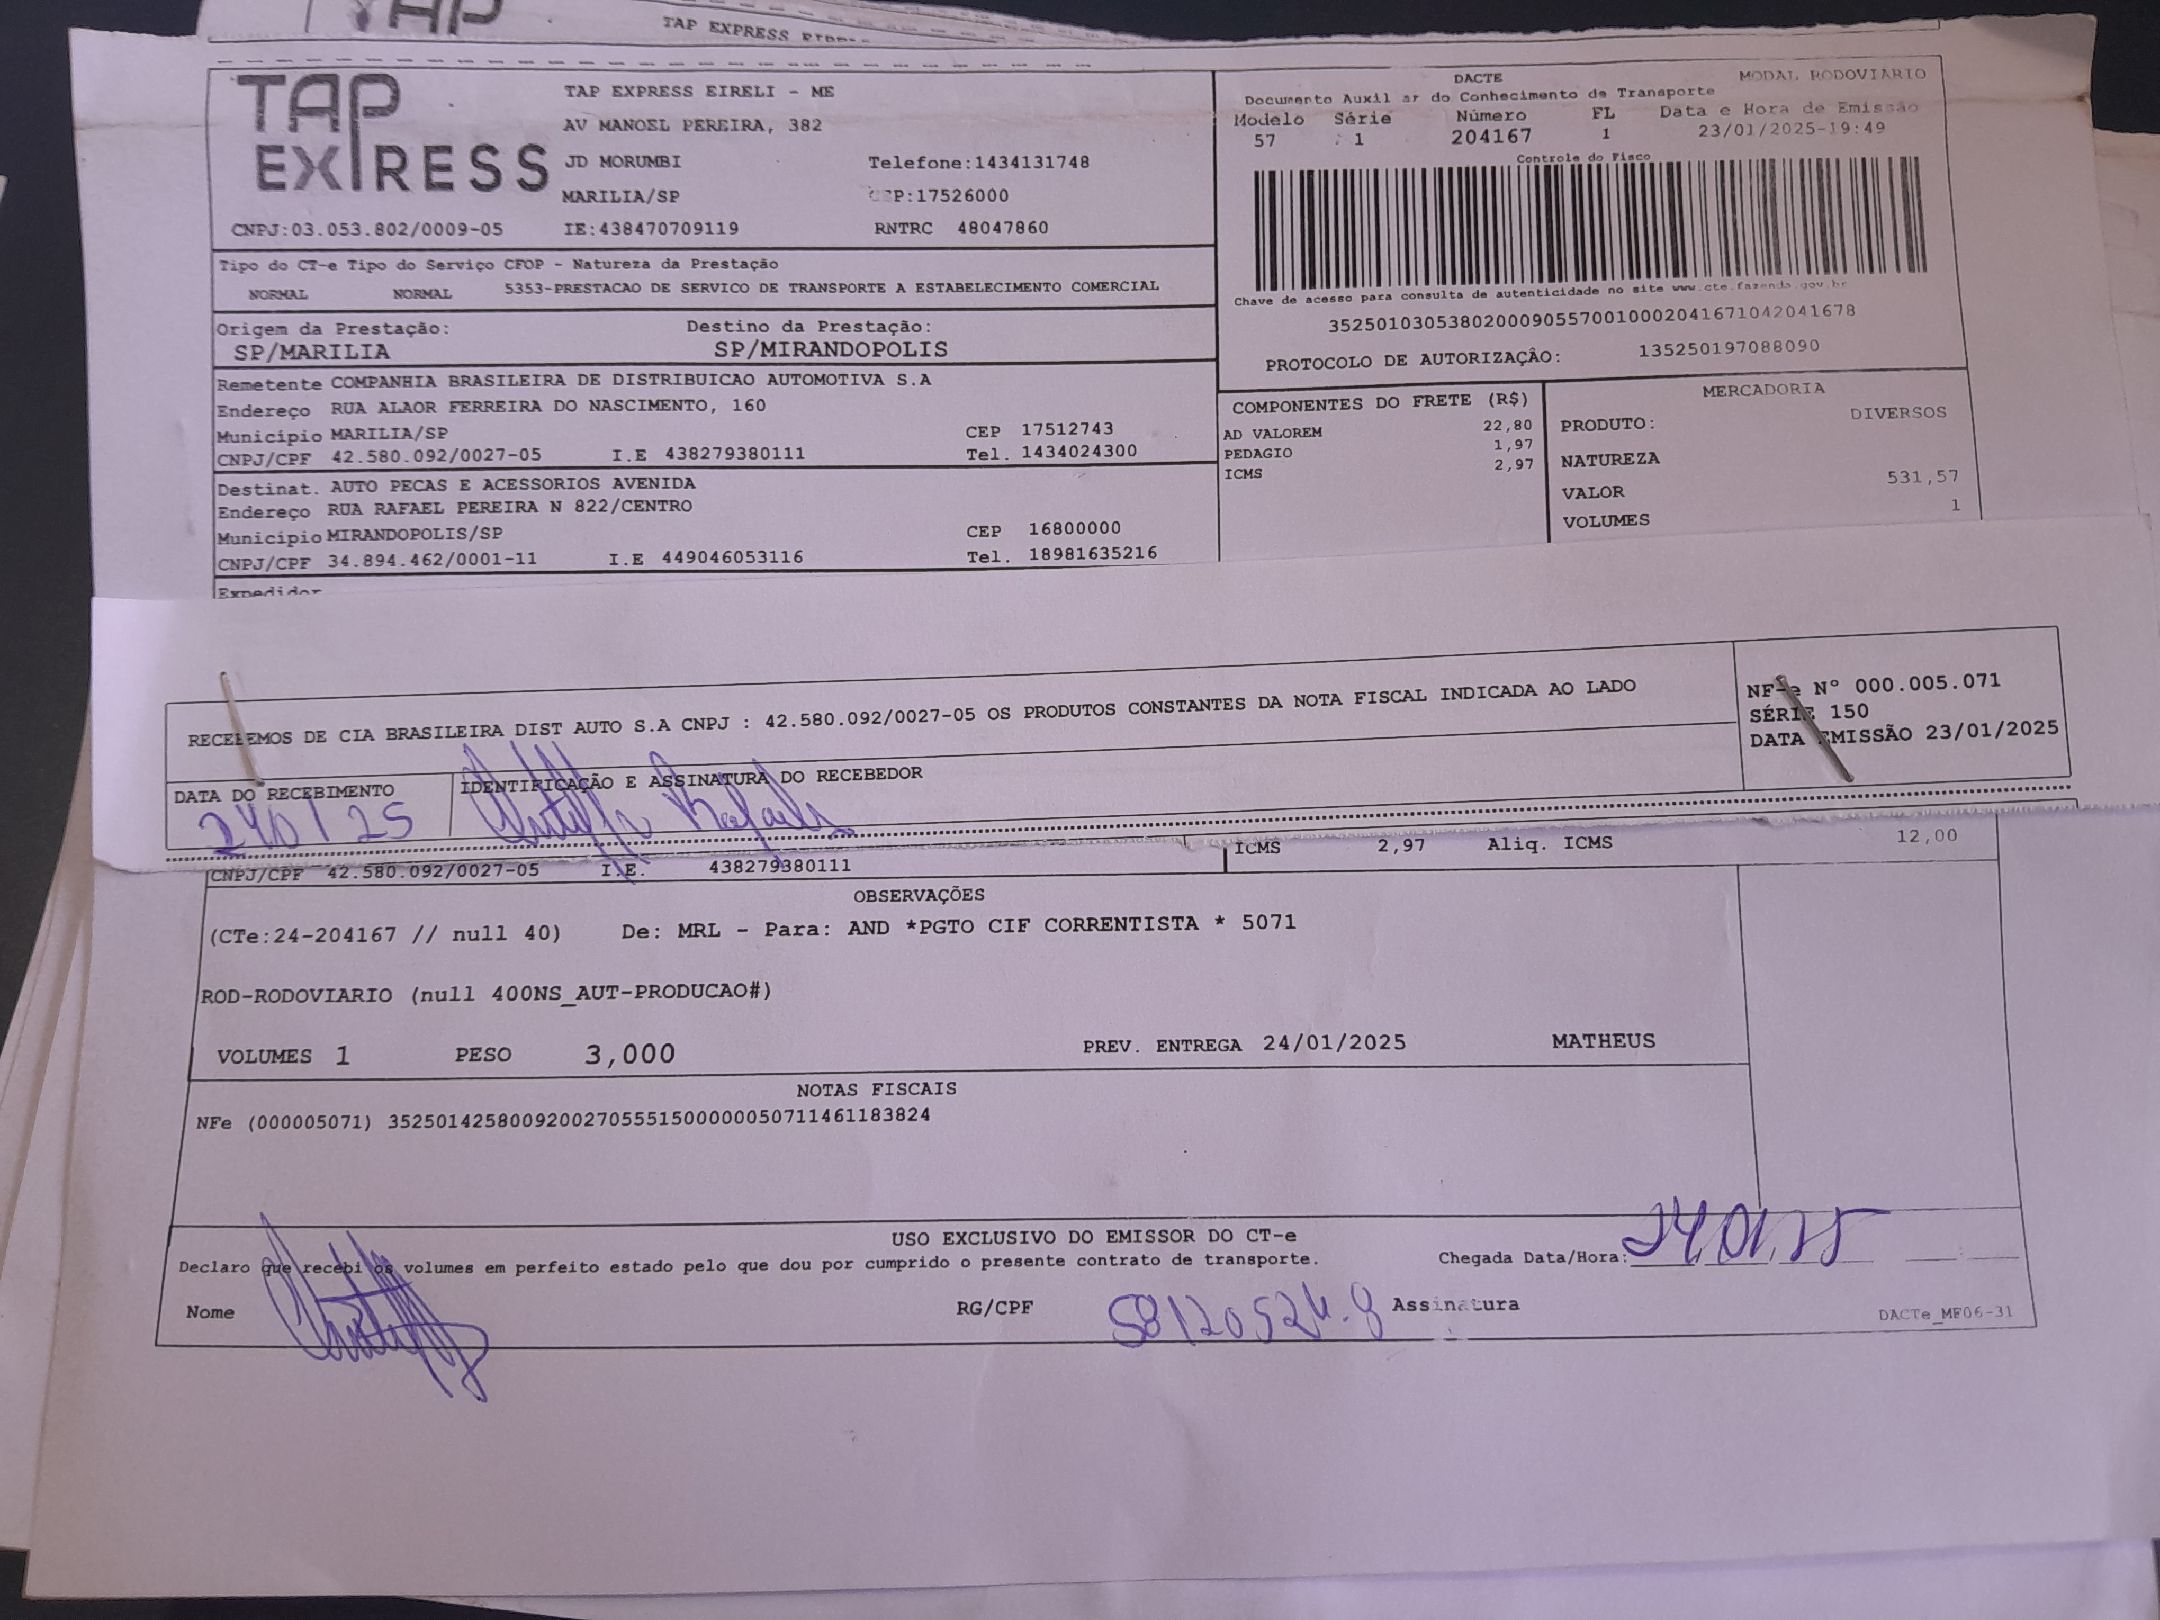 TAP EXPRESS
TAP EXPRESS
TAP EXPRESS EIRELI - ME
AV MANOEL PEREIRA, 382
JD MORUMBI Telefone:1434131748
MARILIA/SP CEP:17526000
CNPJ:03.053.802/0009-05 IE:438470709119 RNTRC 48047860
DACTE MODAL RODOVIARIO
Documento Auxiliar do Conhecimento de Transporte
Modelo Série Número FL Data e Hora de Emissão
57 1 204167 1 23/01/2025-19:49
Controle do Fisco
Chave de acesso para consulta de autenticidade no site www.cte.fazenda.gov.br
35250103053802000905570010002041671042041678
PROTOCOLO DE AUTORIZAÇÃO: 135250197088090
Tipo do CT-e Tipo do Serviço CFOP - Natureza da Prestação
NORMAL NORMAL 5353-PRESTACAO DE SERVICO DE TRANSPORTE A ESTABELECIMENTO COMERCIAL
Origem da Prestação: Destino da Prestação:
SP/MARILIA SP/MIRANDOPOLIS
Remetente COMPANHIA BRASILEIRA DE DISTRIBUICAO AUTOMOTIVA S.A
Endereço RUA ALAOR FERREIRA DO NASCIMENTO, 160
Município MARILIA/SP CEP 17512743
CNPJ/CPF 42.580.092/0027-05 I.E 438279380111 Tel. 1434024300
Destinat. AUTO PECAS E ACESSORIOS AVENIDA
Endereço RUA RAFAEL PEREIRA N 822/CENTRO
Município MIRANDOPOLIS/SP CEP 16800000
CNPJ/CPF 34.894.462/0001-11 I.E 449046053116 Tel. 18981635216
Expedidor
COMPONENTES DO FRETE (R$)
AD VALOREM 22,80
PEDAGIO 1,97
ICMS 2,97
MERCADORIA
PRODUTO: DIVERSOS
NATUREZA
VALOR 531,57
VOLUMES 1
RECEBEMOS DE CIA BRASILEIRA DIST AUTO S.A CNPJ : 42.580.092/0027-05 OS PRODUTOS CONSTANTES DA NOTA FISCAL INDICADA AO LADO
NF-e Nº 000.005.071
SÉRIE 150
DATA EMISSÃO 23/01/2025
DATA DO RECEBIMENTO IDENTIFICAÇÃO E ASSINATURA DO RECEBEDOR
CNPJ/CPF 42.580.092/0027-05 I.E. 438279380111
ICMS 2,97 Aliq. ICMS 12,00
OBSERVAÇÕES
(CTe:24-204167 // null 40) De: MRL - Para: AND *PGTO CIF CORRENTISTA * 5071
ROD-RODOVIARIO (null 400NS_AUT-PRODUCAO#)
VOLUMES 1 PESO 3,000 PREV. ENTREGA 24/01/2025 MATHEUS
NOTAS FISCAIS
NFe (000005071) 35250142580092002705551500000050711461183824
USO EXCLUSIVO DO EMISSOR DO CT-e
Declaro que recebi os volumes em perfeito estado pelo que dou por cumprido o presente contrato de transporte.
Chegada Data/Hora: 24,01,25
Nome RG/CPF Assinatura
DACTe_MF06-31